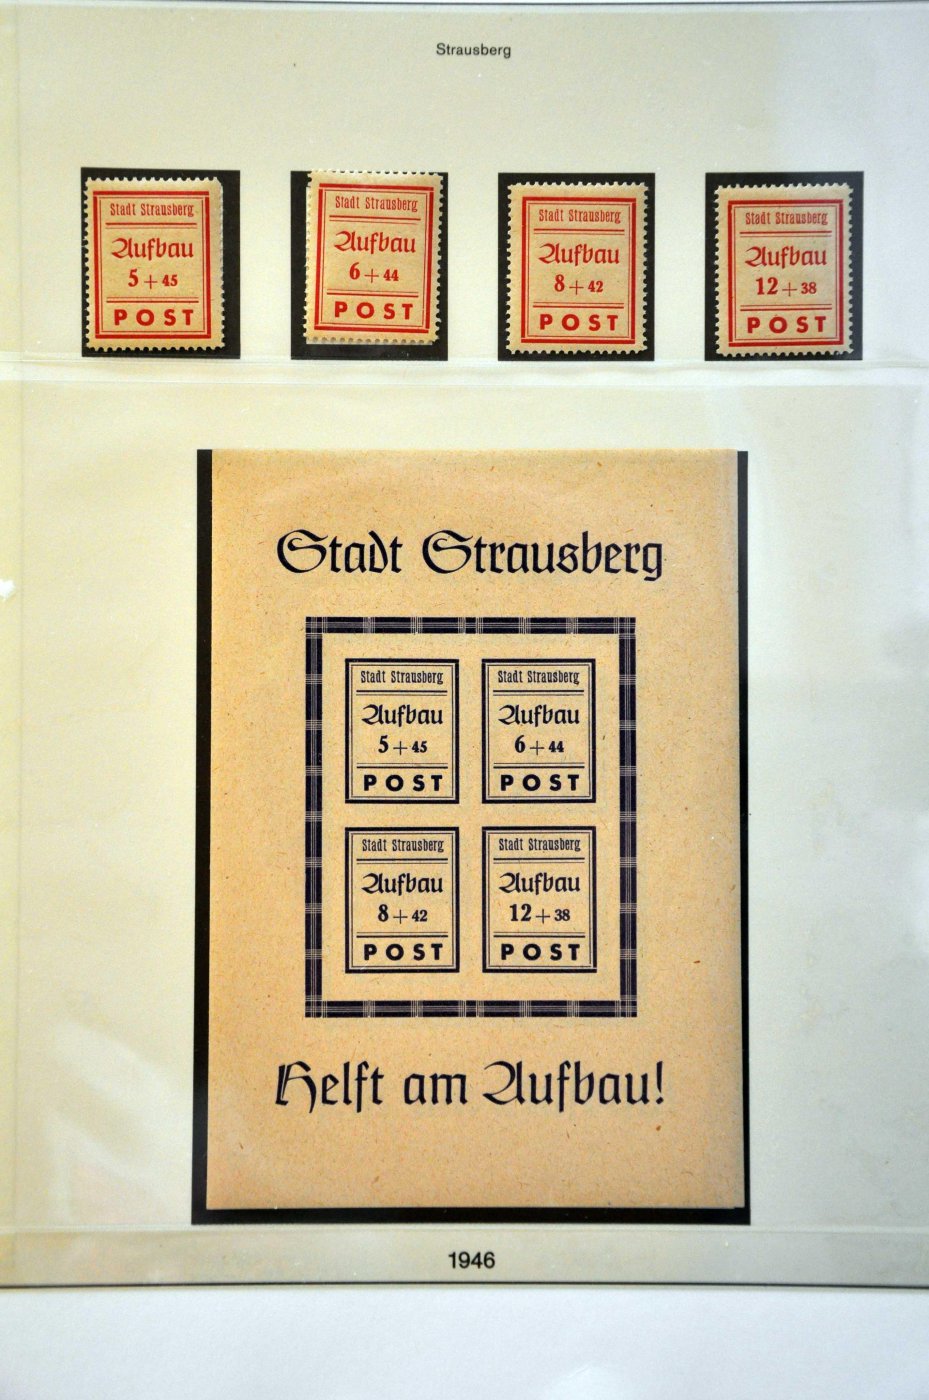 Strausberg
Stadt Strausberg
Aufbau
5 + 45
POST
Stadt Strausberg
Aufbau
6 + 44
POST
Stadt Strausberg
Aufbau
8 + 42
POST
Stadt Strausberg
Aufbau
12 + 38
POST
Stadt Strausberg
Stadt Strausberg
Aufbau
5 + 45
POST
Stadt Strausberg
Aufbau
6 + 44
POST
Stadt Strausberg
Aufbau
8 + 42
POST
Stadt Strausberg
Aufbau
12 + 38
POST
Helft am Aufbau!
1946